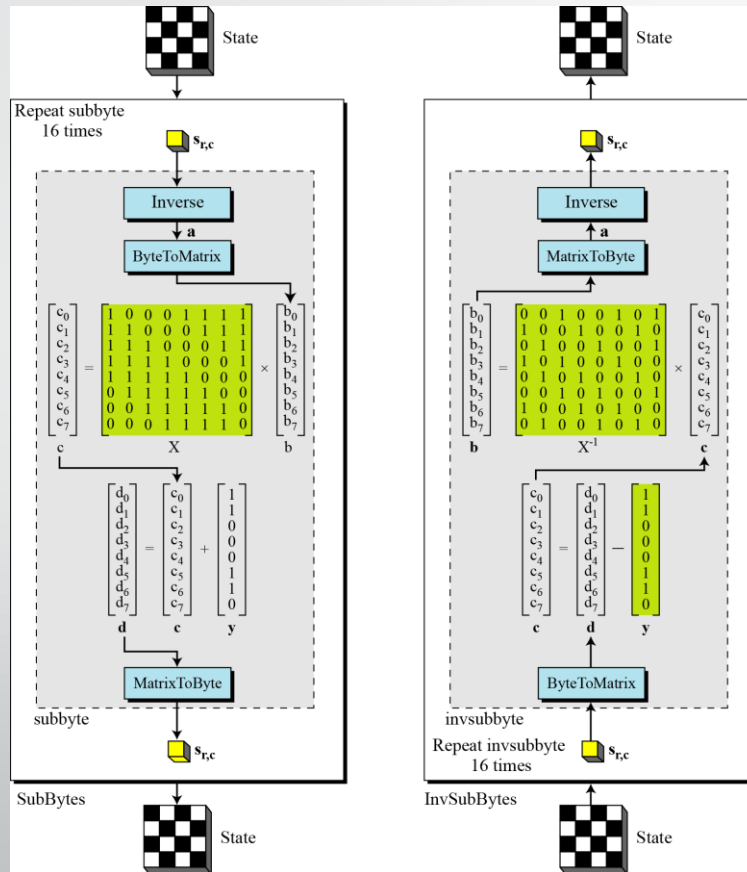 State
Repeat subbyte
16 times
s_r,c
Inverse
a
ByteToMatrix
c0 1 0 0 0 1 1 1 1 b0
c1 1 1 0 0 0 1 1 1 b1
c2 1 1 1 0 0 0 1 1 b2
c3 1 1 1 1 0 0 0 1 b3
c4 = 1 1 1 1 1 0 0 0 × b4
c5 0 1 1 1 1 1 0 0 b5
c6 0 0 1 1 1 1 1 0 b6
c7 0 0 0 1 1 1 1 1 b7
c X b
d0 c0 1
d1 c1 1
d2 c2 0
d3 c3 0
d4 = c4 + 0
d5 c5 1
d6 c6 1
d7 c7 0
d c y
MatrixToByte
subbyte
s_r,c
SubBytes
State
State
s_r,c
Inverse
a
MatrixToByte
b0 0 0 1 0 0 1 0 1 c0
b1 1 0 0 1 0 0 1 0 c1
b2 0 1 0 0 1 0 0 1 c2
b3 1 0 1 0 0 1 0 0 c3
b4 = 0 1 0 1 0 0 1 0 × c4
b5 0 0 1 0 1 0 0 1 c5
b6 1 0 0 1 0 1 0 0 c6
b7 0 1 0 0 1 0 1 0 c7
b X-1 c
c0 d0 1
c1 d1 1
c2 d2 0
c3 d3 0
c4 = d4 − 0
c5 d5 1
c6 d6 1
c7 d7 0
c d y
ByteToMatrix
invsubbyte
Repeat invsubbyte
16 times
s_r,c
InvSubBytes
State